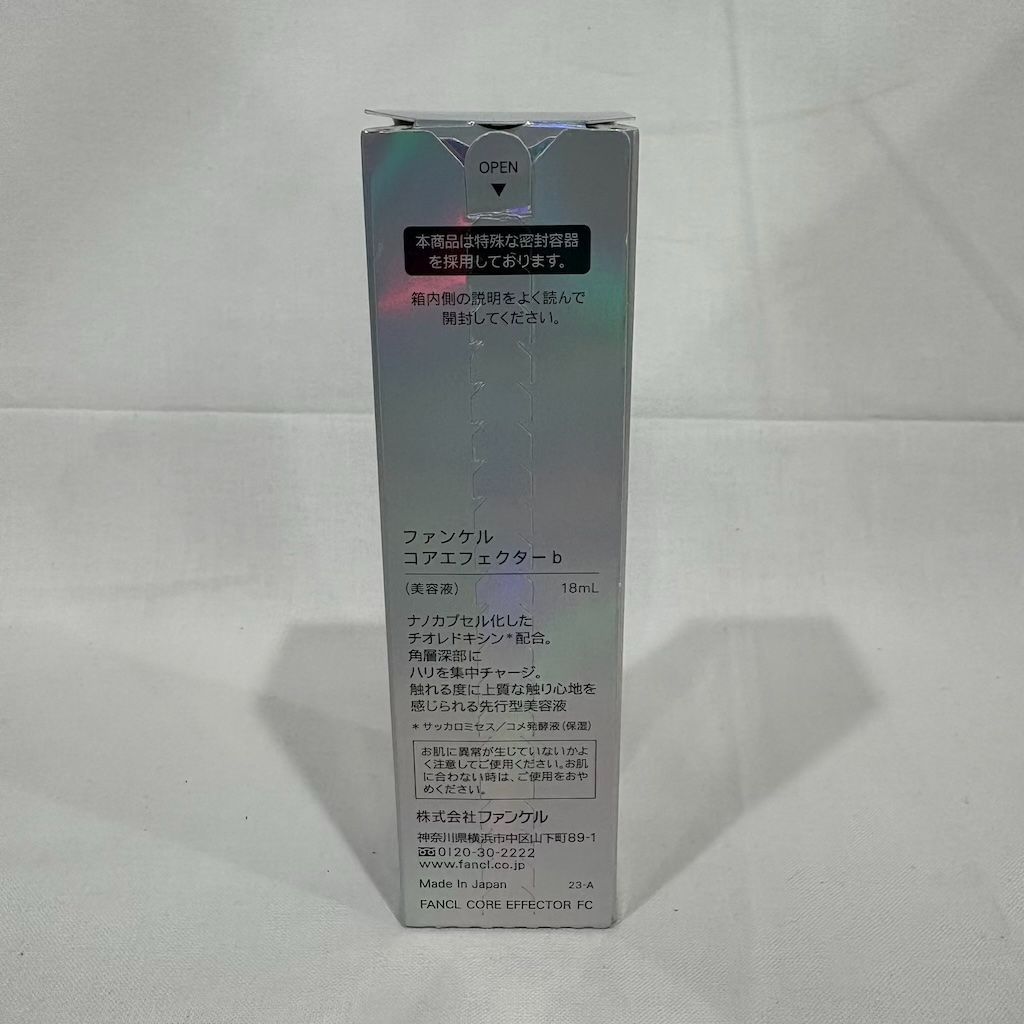 OPEN
本商品は特殊な密封容器
を採用しております。
箱内側の説明をよく読んで
開封してください。
ファンケル
コアエフェクターb
(美容液) 18mL
ナノカプセル化した
チオレドキシン*配合。
角層深部に
ハリを集中チャージ。
触れる度に上質な触り心地を
感じられる先行型美容液
*サッカロミセス/コメ発酵液(保湿)
お肌に異常が生じていないかよ
く注意してご使用ください。お肌
に合わない時は、ご使用をおや
めください。
株式会社ファンケル
神奈川県横浜市中区山下町89-1
0120-30-2222
www.fancl.co.jp
Made In Japan 23-A
FANCL CORE EFFECTOR FC